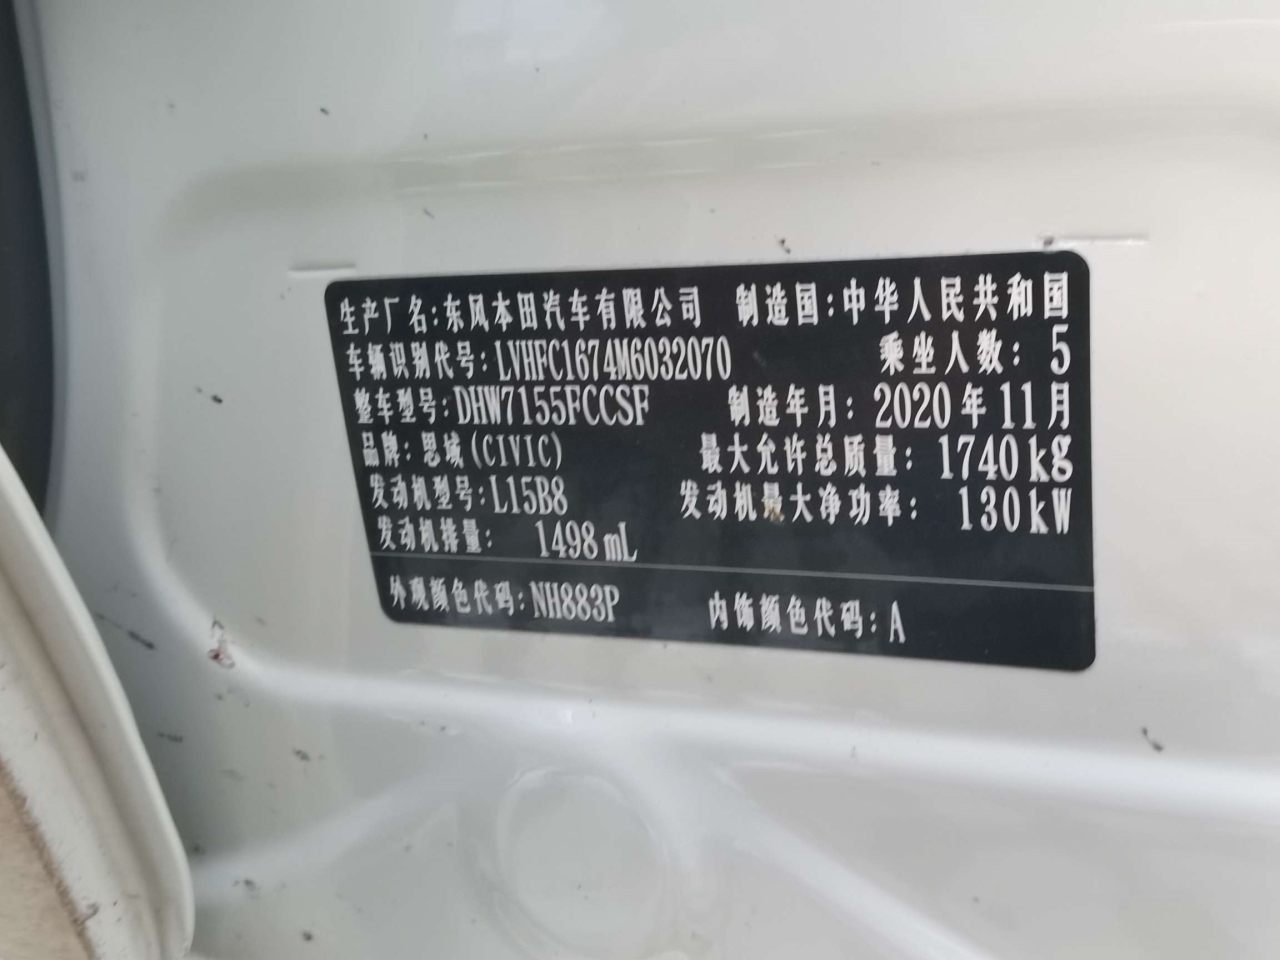 生产厂名:东风本田汽车有限公司 制造国:中华人民共和国
车辆识别代号:LVHFC1674M6032070 乘坐人数:5
整车型号:DHW7155FCCSF 制造年月:2020年11月
品牌:思域(CIVIC) 最大允许总质量:1740kg
发动机型号:L15B8 发动机最大净功率:130kW
发动机排量: 1498mL
外观颜色代码:NH883P 内饰颜色代码:A